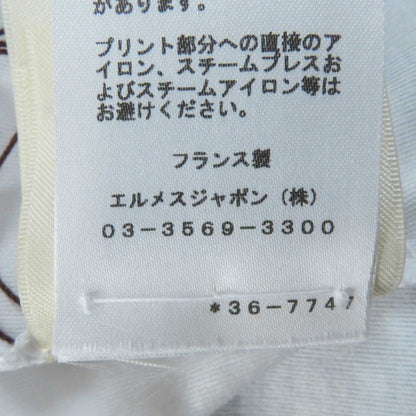 があります。
プリント部分への直接のア
イロン、スチームプレスお
よびスチームアイロン等は
お避けください。
フランス製
エルメスジャポン（株）
０３－３５６９－３３００
*３６－７７４７